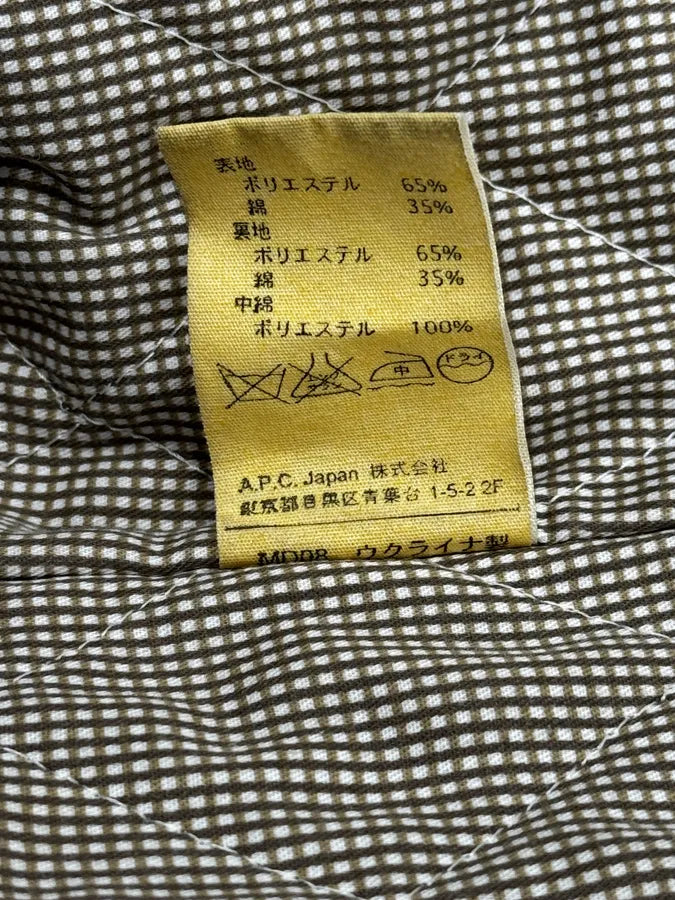 表地
ポリエステル 65%
綿 35%
裏地
ポリエステル 65%
綿 35%
中綿
ポリエステル 100%
中 ドライ
A.P.C. Japan 株式会社
東京都目黒区青葉台 1-5-2 2F
MD08 ウクライナ製